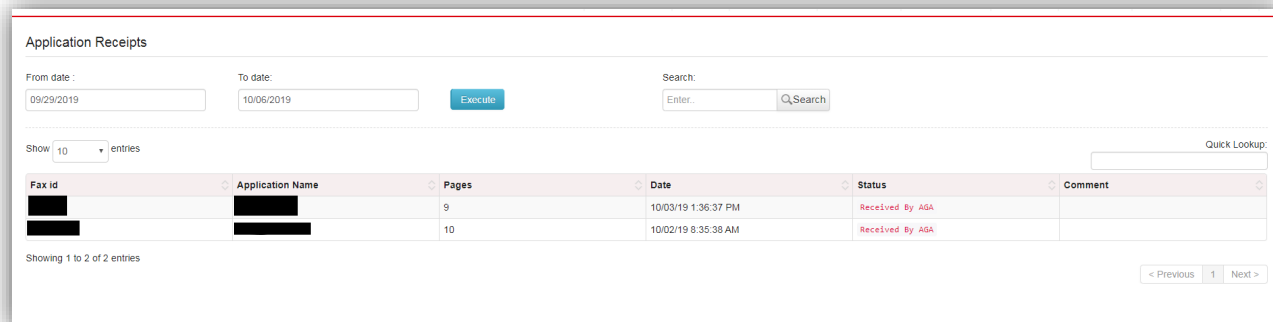 Application Receipts
From date : To date: Search:
09/29/2019 10/06/2019 Execute Enter.. Search
Show 10 entries Quick Lookup:
Fax id Application Name Pages Date Status Comment
9 10/03/19 1:36:37 PM Received By AGA
10 10/02/19 8:35:38 AM Received By AGA
Showing 1 to 2 of 2 entries
< Previous 1 Next >